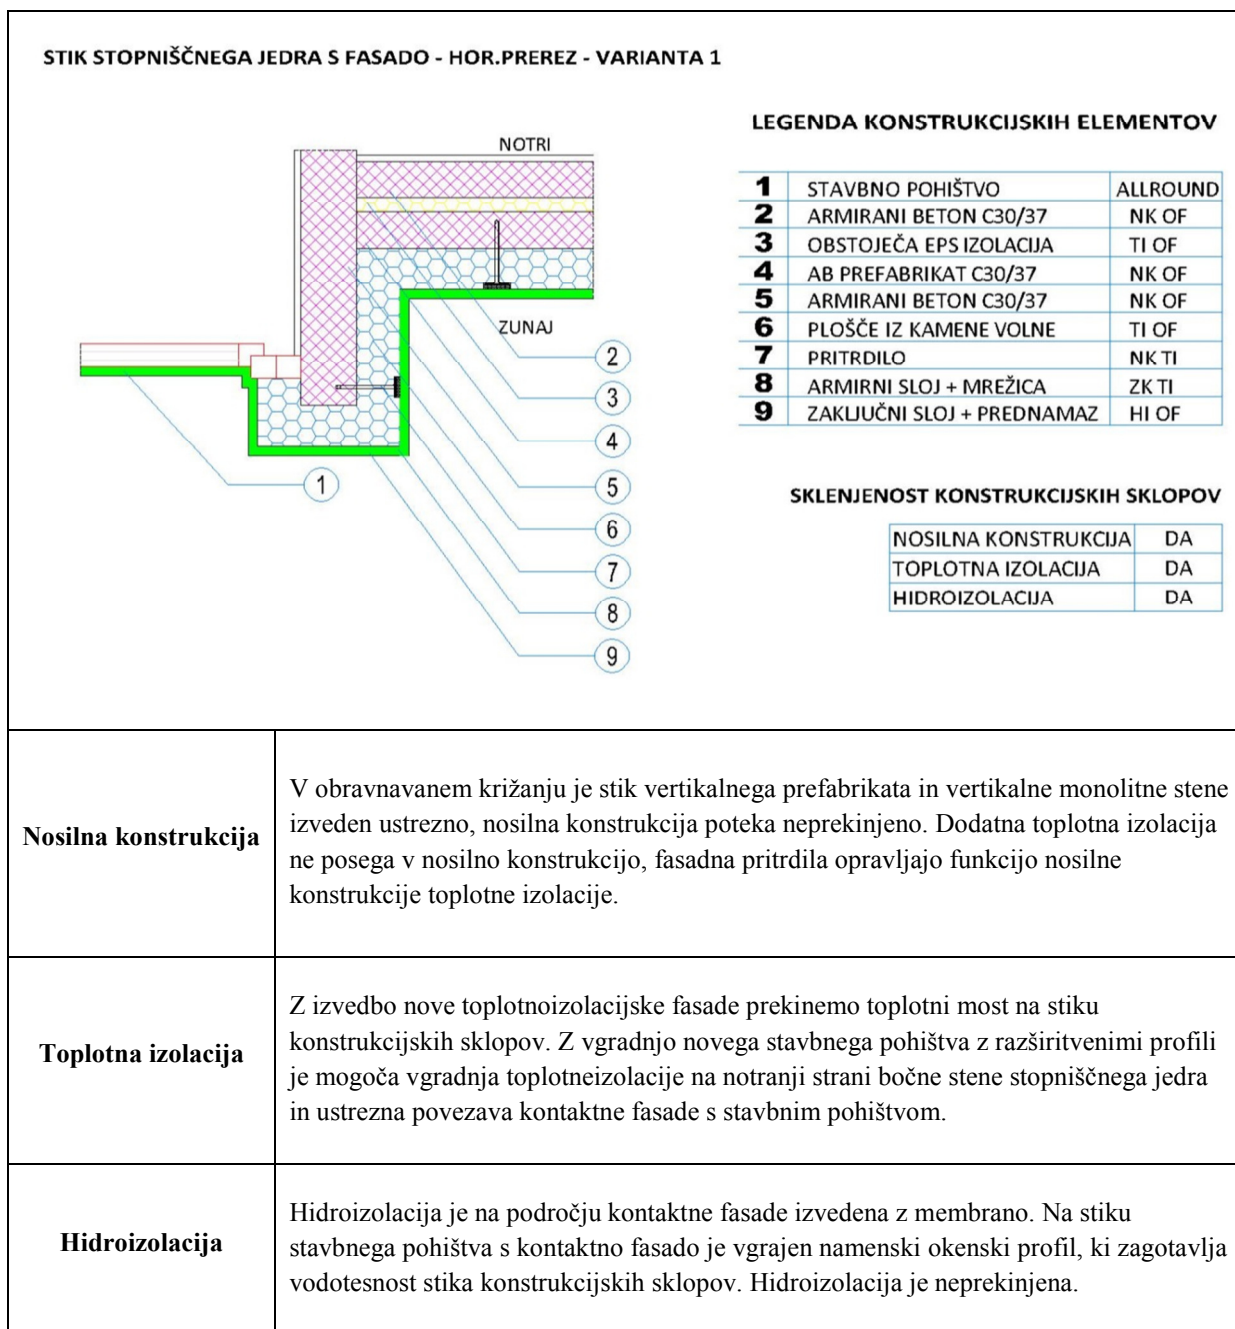 STIK STOPNIŠČNEGA JEDRA S FASADO - HOR.PREREZ - VARIANTA 1
NOTRI
ZUNAJ
1
2
3
4
5
6
7
8
9
LEGENDA KONSTRUKCIJSKIH ELEMENTOV
1 STAVBNO POHIŠTVO ALLROUND
2 ARMIRANI BETON C30/37 NK OF
3 OBSTOJEČA EPS IZOLACIJA TI OF
4 AB PREFABRIKAT C30/37 NK OF
5 ARMIRANI BETON C30/37 NK OF
6 PLOŠČE IZ KAMENE VOLNE TI OF
7 PRITRDILO NK TI
8 ARMIRNI SLOJ + MREŽICA ZK TI
9 ZAKLJUČNI SLOJ + PREDNAMAZ HI OF
SKLENJENOST KONSTRUKCIJSKIH SKLOPOV
NOSILNA KONSTRUKCIJA DA
TOPLOTNA IZOLACIJA DA
HIDROIZOLACIJA DA
Nosilna konstrukcija
V obravnavanem križanju je stik vertikalnega prefabrikata in vertikalne monolitne stene
izveden ustrezno, nosilna konstrukcija poteka neprekinjeno. Dodatna toplotna izolacija
ne posega v nosilno konstrukcijo, fasadna pritrdila opravljajo funkcijo nosilne
konstrukcije toplotne izolacije.
Toplotna izolacija
Z izvedbo nove toplotnoizolacijske fasade prekinemo toplotni most na stiku
konstrukcijskih sklopov. Z vgradnjo novega stavbnega pohištva z razširitvenimi profili
je mogoča vgradnja toplotneizolacije na notranji strani bočne stene stopniščnega jedra
in ustrezna povezava kontaktne fasade s stavbnim pohištvom.
Hidroizolacija
Hidroizolacija je na področju kontaktne fasade izvedena z membrano. Na stiku
stavbnega pohištva s kontaktno fasado je vgrajen namenski okenski profil, ki zagotavlja
vodotesnost stika konstrukcijskih sklopov. Hidroizolacija je neprekinjena.